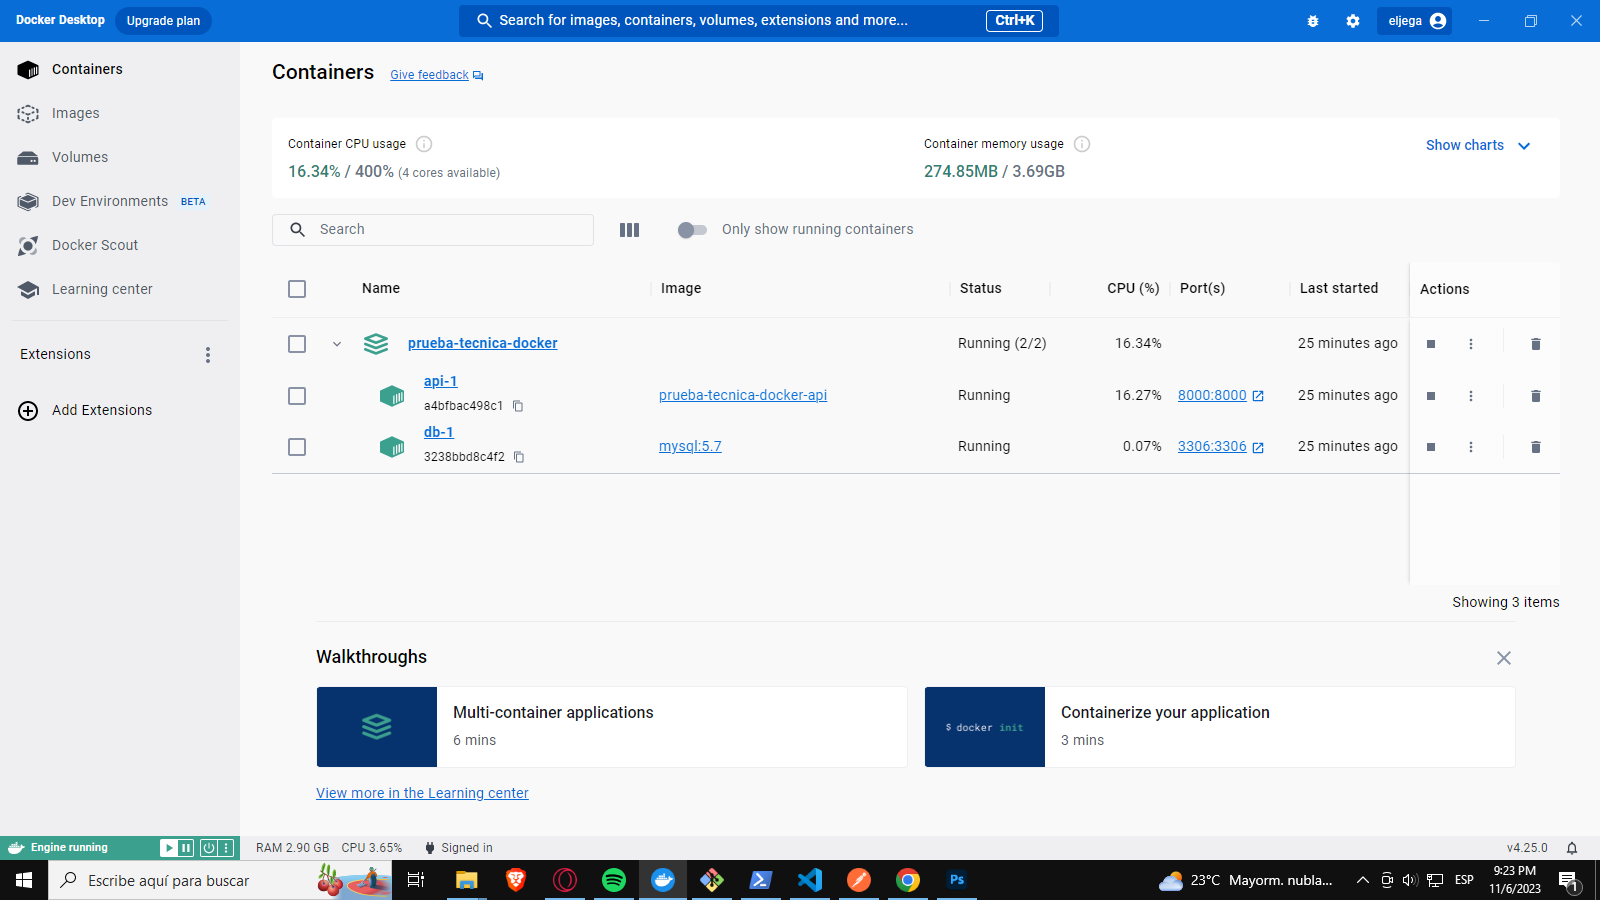 Docker Desktop Upgrade plan
Search for images, containers, volumes, extensions and more... Ctrl+K
eljega
Containers
Images
Volumes
Dev Environments BETA
Docker Scout
Learning center
Extensions
Add Extensions
Containers Give feedback
Container CPU usage
16.34% / 400% (4 cores available)
Container memory usage
274.85MB / 3.69GB
Show charts
Search
Only show running containers
Name Image Status CPU (%) Port(s) Last started Actions
prueba-tecnica-docker Running (2/2) 16.34% 25 minutes ago
api-1
a4bfbac498c1
prueba-tecnica-docker-api Running 16.27% 8000:8000 25 minutes ago
db-1
3238bbd8c4f2
mysql:5.7 Running 0.07% 3306:3306 25 minutes ago
Showing 3 items
Walkthroughs
Multi-container applications
6 mins
$ docker init
Containerize your application
3 mins
View more in the Learning center
Engine running
RAM 2.90 GB CPU 3.65% Signed in
v4.25.0
Escribe aquí para buscar
Ps
23°C Mayorm. nubla...
ESP
9:23 PM
11/6/2023
1